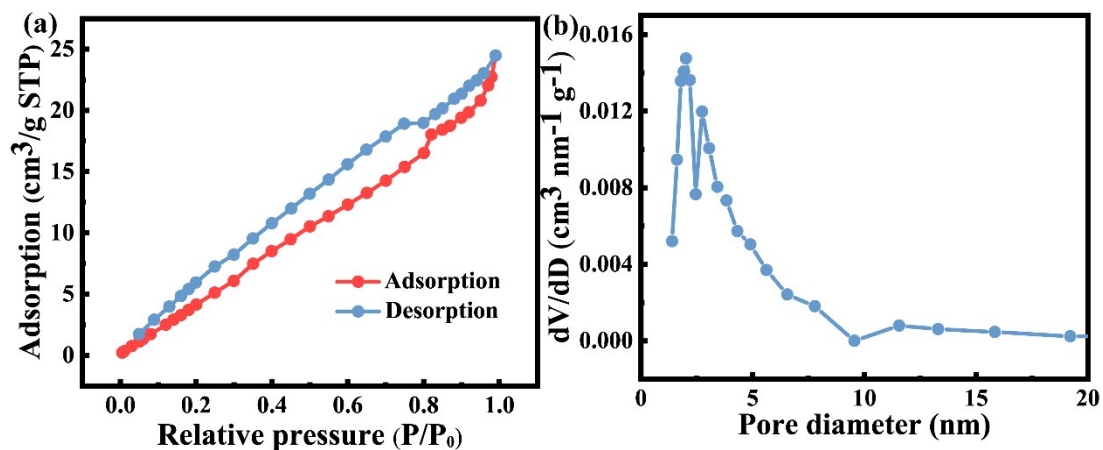 (a)
Adsorption (cm³/g STP)
25
20
15
10
5
0
Adsorption
Desorption
0.0 0.2 0.4 0.6 0.8 1.0
Relative pressure (P/P₀)
(b)
dV/dD (cm³ nm⁻¹ g⁻¹)
0.016
0.012
0.008
0.004
0.000
0 5 10 15 20
Pore diameter (nm)